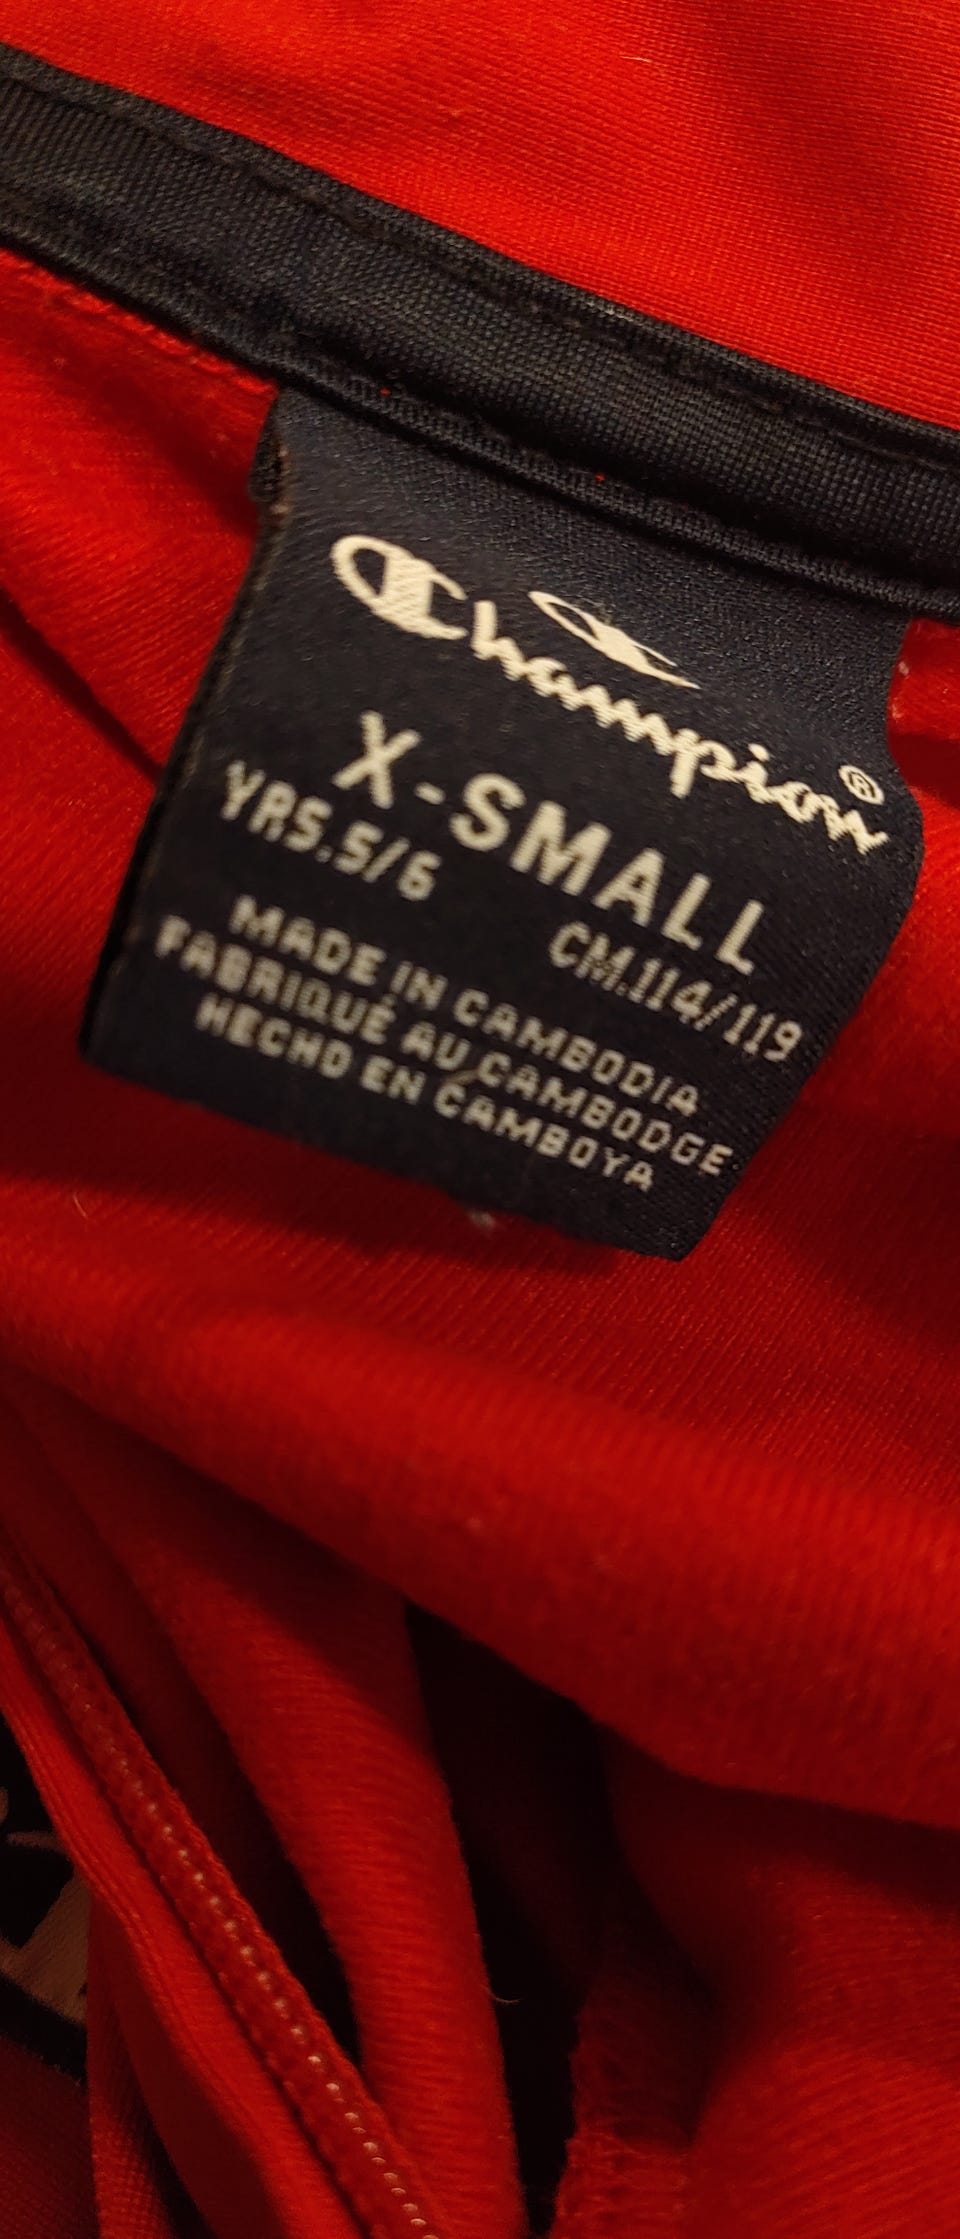 Champion®
X-SMALL
YRS.5/6 CM.114/119
MADE IN CAMBODIA
FABRIQUÉ AU CAMBODGE
HECHO EN CAMBOYA